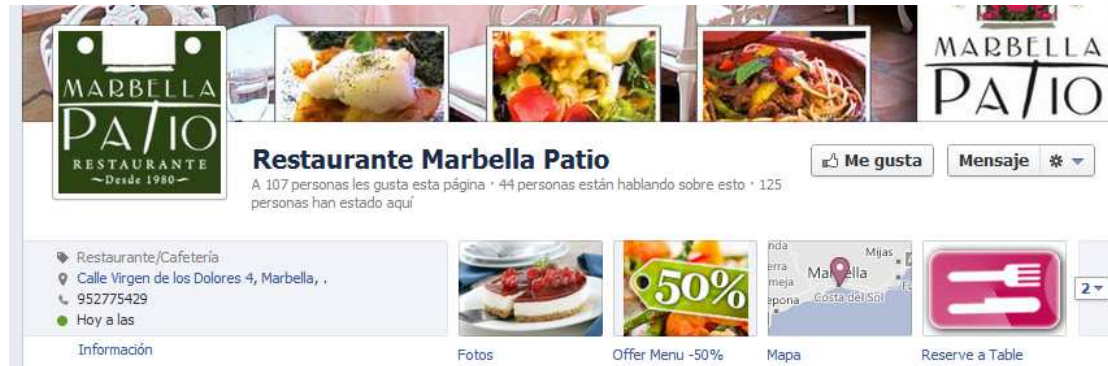 MARBELLA
PATIO
RESTAURANTE
~Desde 1980~
MARBELLA
PATIO
Restaurante Marbella Patio
A 107 personas les gusta esta página · 44 personas están hablando sobre esto · 125
personas han estado aquí
Me gusta
Mensaje
Restaurante/Cafetería
Calle Virgen de los Dolores 4, Marbella, .
952775429
Hoy a las
Información
50%
Mijas
Marbella
Costa del Sol
2
Fotos
Offer Menu -50%
Mapa
Reserve a Table